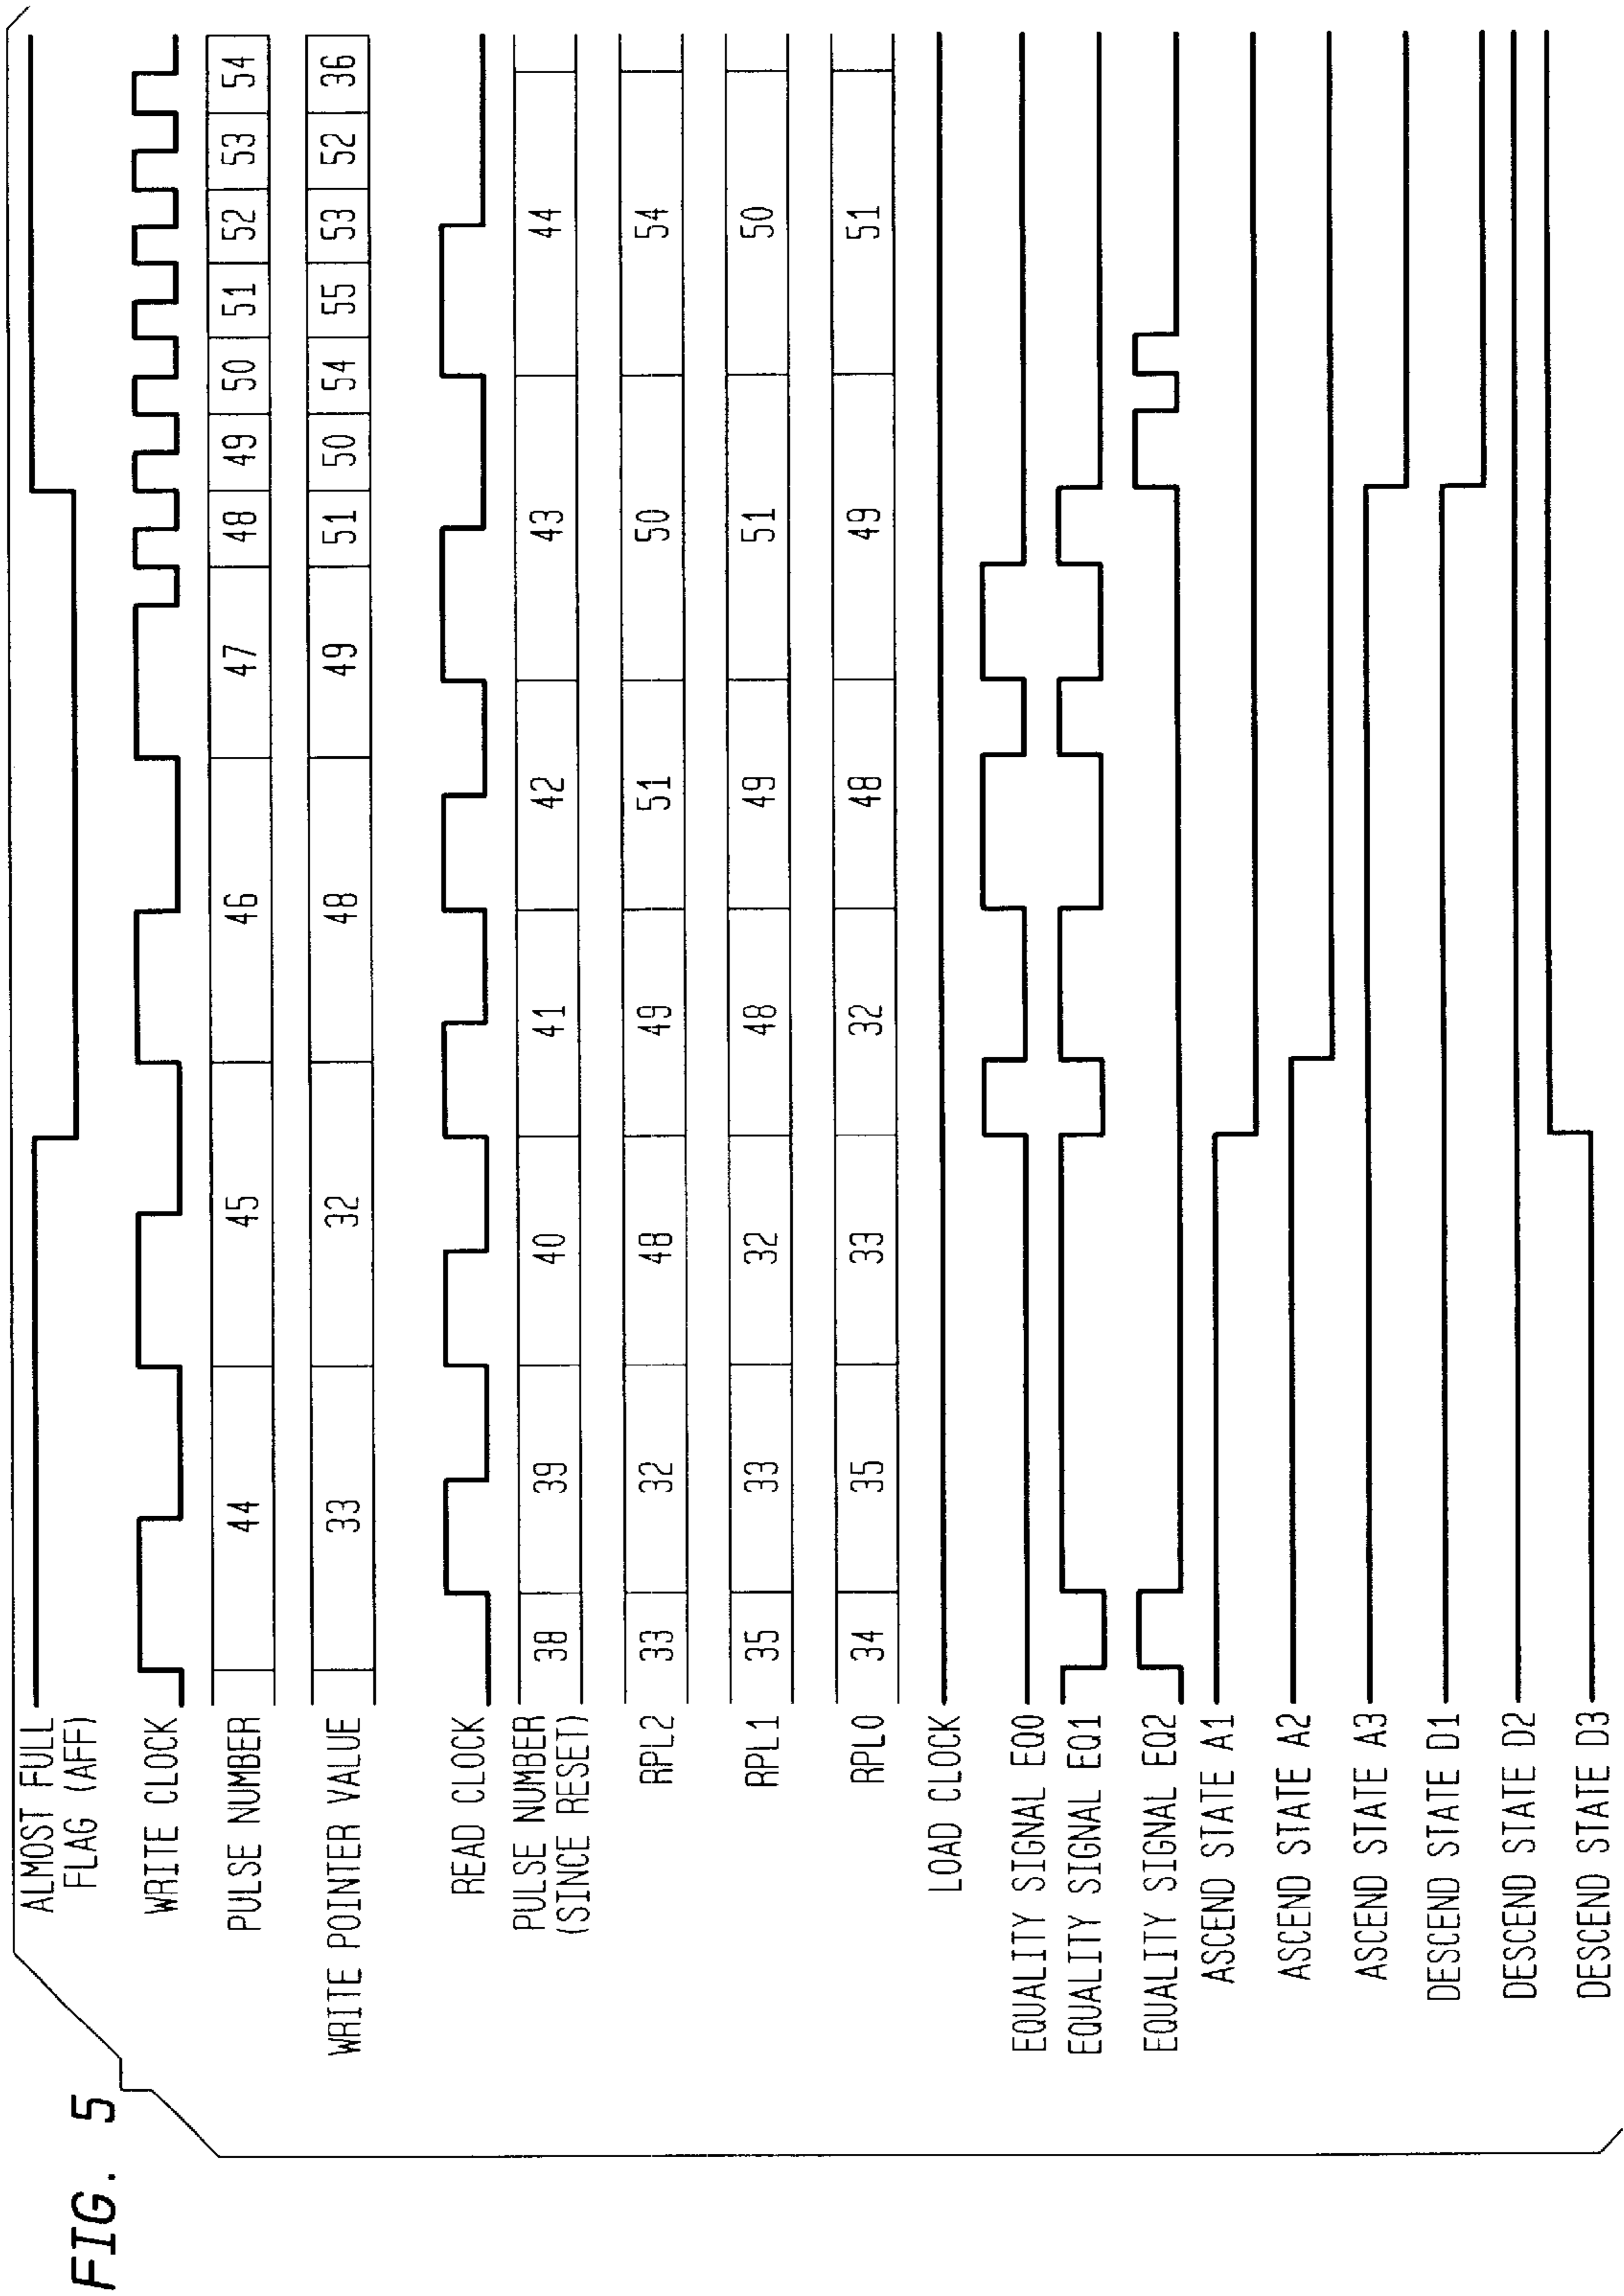 FIG. 5
ALMOST FULL
FLAG (AFF)
WRITE CLOCK
PULSE NUMBER 44 45 46 47 48 49 50 51 52 53 54
WRITE POINTER VALUE 33 32 48 49 51 50 54 55 53 52 36
READ CLOCK
PULSE NUMBER
(SINCE RESET) 38 39 40 41 42 43 44
RPL2 33 32 48 49 51 50 54
RPL1 35 33 32 48 49 51 50
RPL0 34 35 33 32 48 49 51
LOAD CLOCK
EQUALITY SIGNAL EQ0
EQUALITY SIGNAL EQ1
EQUALITY SIGNAL EQ2
ASCEND STATE A1
ASCEND STATE A2
ASCEND STATE A3
DESCEND STATE D1
DESCEND STATE D2
DESCEND STATE D3